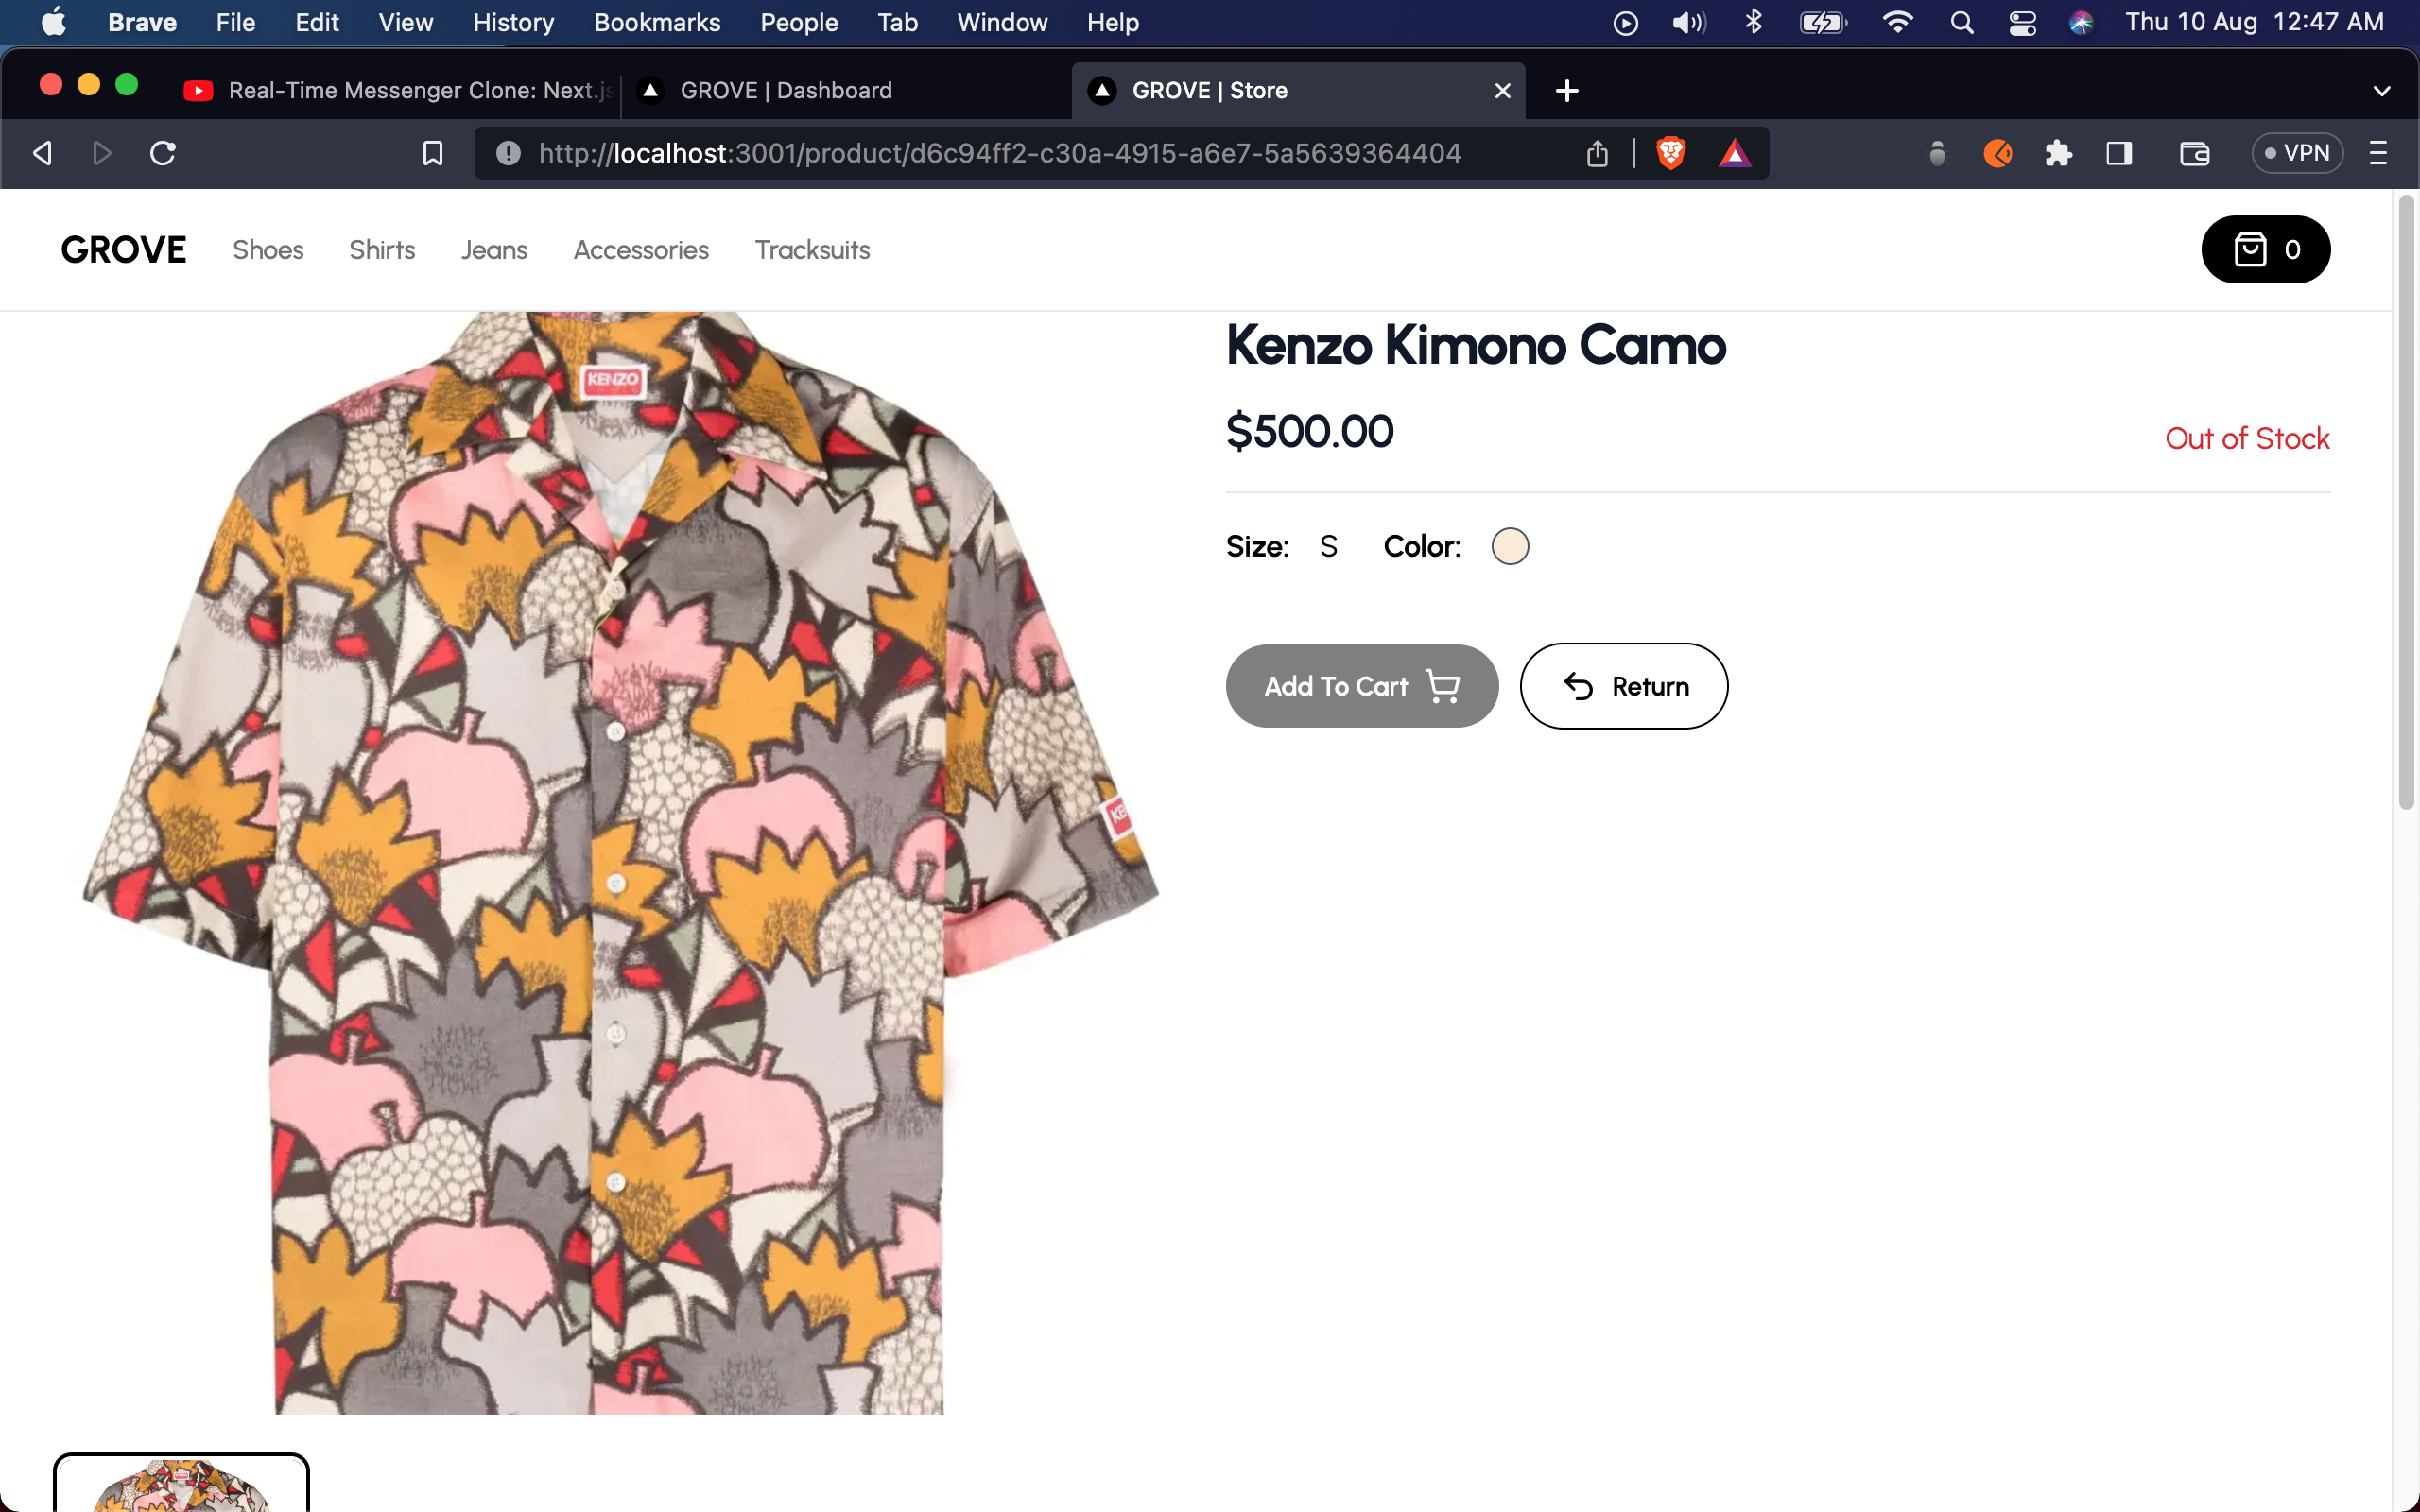 Brave File Edit View History Bookmarks People Tab Window Help Thu 10 Aug 12:47 AM
Real-Time Messenger Clone: Next.js GROVE | Dashboard GROVE | Store
http://localhost:3001/product/d6c94ff2-c30a-4915-a6e7-5a5639364404 VPN
GROVE Shoes Shirts Jeans Accessories Tracksuits 0
Kenzo Kimono Camo
KENZO
$500.00
Out of Stock
Size: S Color:
Add To Cart Return
KE